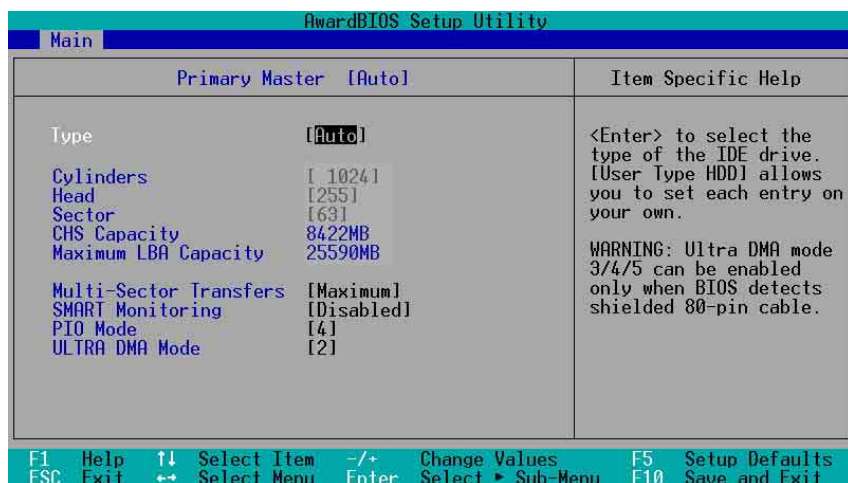 AwardBIOS Setup Utility
Main
Primary Master [Auto]
Item Specific Help
Type [Auto]
Cylinders [ 1024]
Head [255]
Sector [63]
CHS Capacity 8422MB
Maximum LBA Capacity 25590MB
Multi-Sector Transfers [Maximum]
SMART Monitoring [Disabled]
PIO Mode [4]
ULTRA DMA Mode [2]
<Enter> to select the
type of the IDE drive.
[User Type HDD] allows
you to set each entry on
your own.
WARNING: Ultra DMA mode
3/4/5 can be enabled
only when BIOS detects
shielded 80-pin cable.
F1 Help ↑↓ Select Item -/+ Change Values F5 Setup Defaults
ESC Exit ←→ Select Menu Enter Select ► Sub-Menu F10 Save and Exit